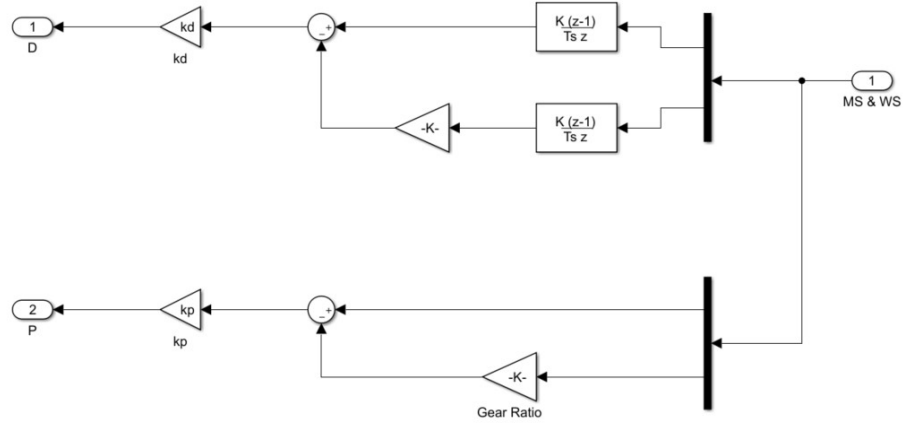 1
D
kd
kd
+
−
K (z-1)
Ts z
1
MS & WS
-K-
K (z-1)
Ts z
2
P
kp
kp
+
−
-K-
Gear Ratio